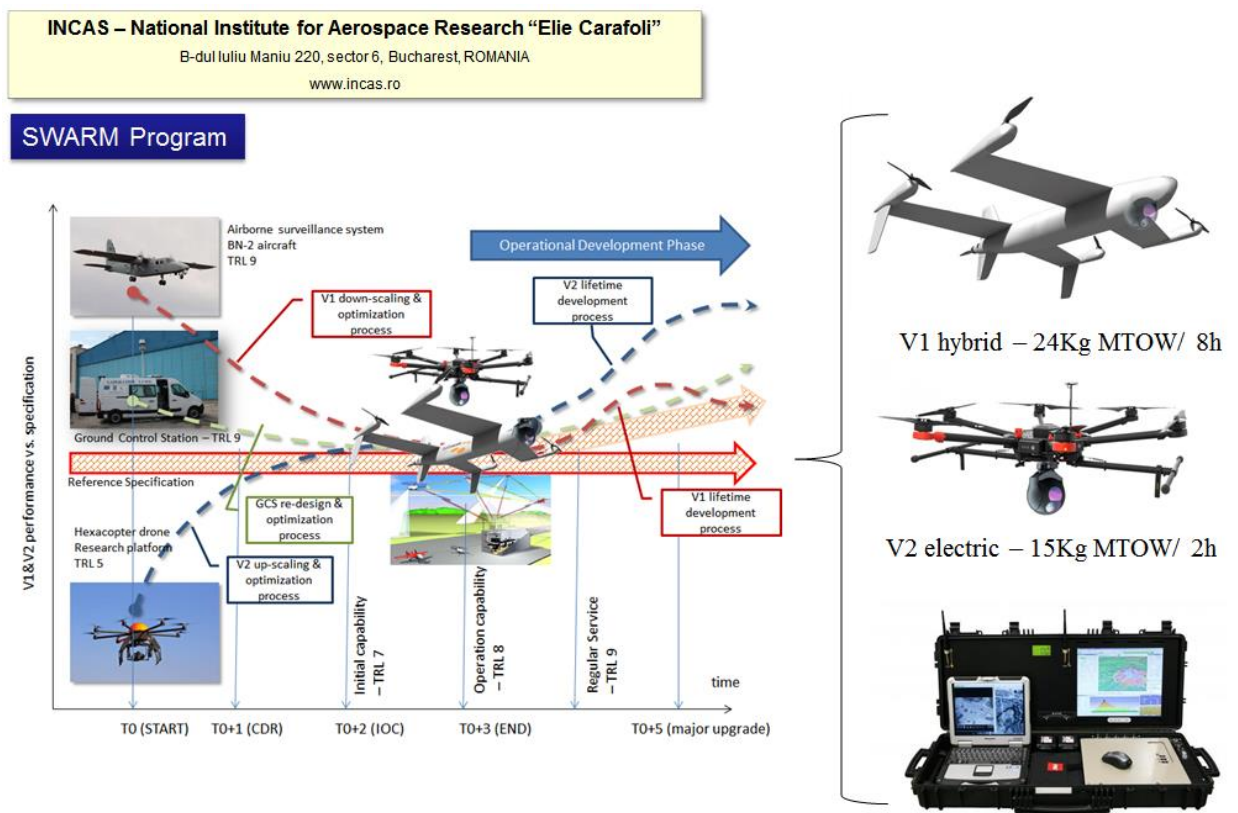 INCAS – National Institute for Aerospace Research “Elie Carafoli”
B-dul Iuliu Maniu 220, sector 6, Bucharest, ROMANIA
www.incas.ro
SWARM Program
V1&V2 performance v s. specification
Airborne surveillance system
BN-2 aircraft
TRL 9
Operational Development Phase
V1 down-scaling &
optimization
process
V2 lifetime
development
process
Ground Control Station – TRL 9
Reference Specification
GCS re-design &
optimization
process
V1 lifetime
development
process
Hexacopter drone
Research platform
TRL 5
V2 up-scaling &
optimization
process
Initial capability
– TRL 7
Operation capability
– TRL 8
Regular Service
– TRL 9
time
T0 (START)
T0+1 (CDR)
T0+2 (IOC)
T0+3 (END)
T0+5 (major upgrade)
V1 hybrid – 24Kg MTOW/ 8h
V2 electric – 15Kg MTOW/ 2h